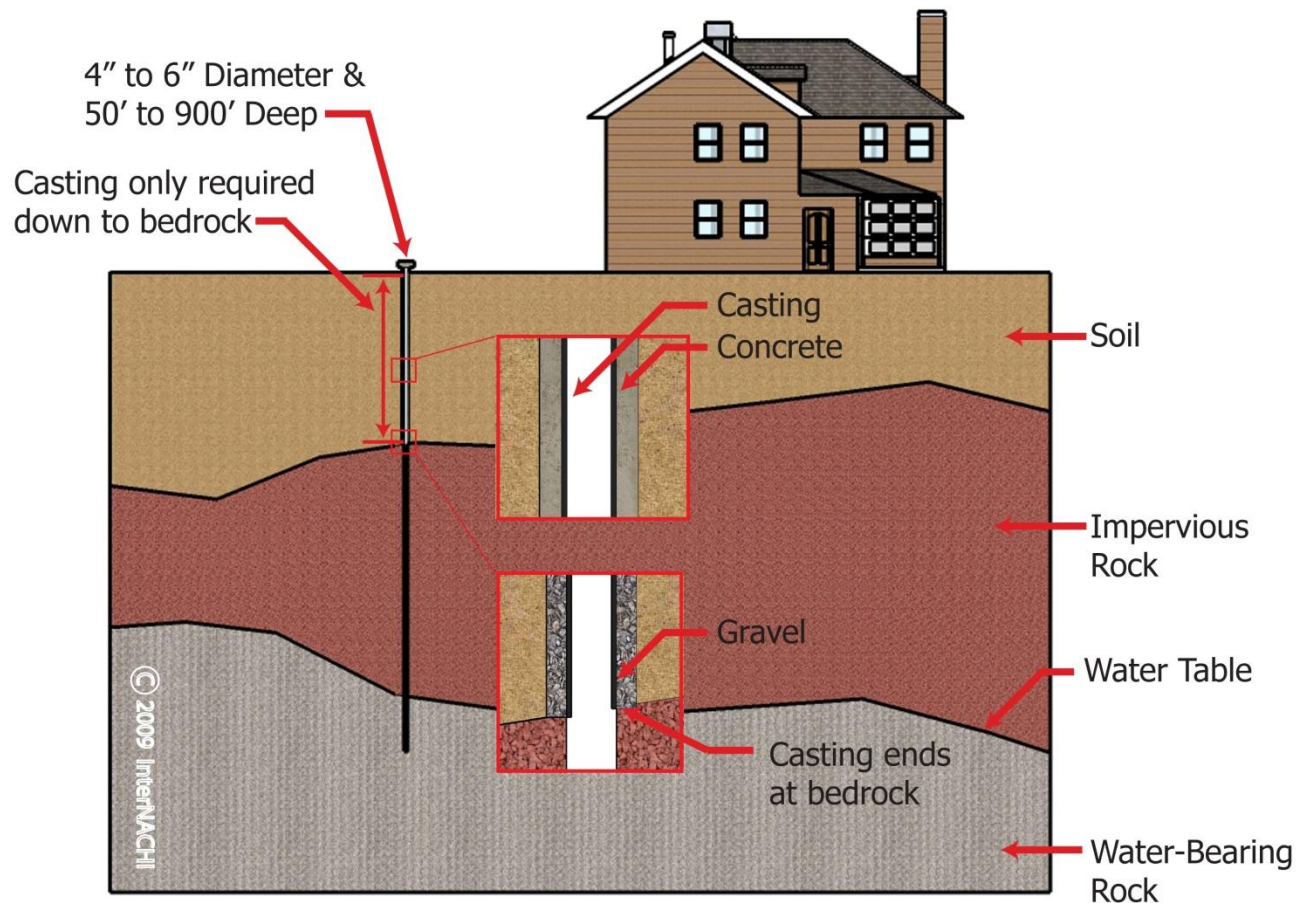 4” to 6” Diameter &
50’ to 900’ Deep
Casting only required
down to bedrock
Casting
Concrete
Soil
Impervious
Rock
Gravel
Water Table
Casting ends
at bedrock
Water-Bearing
Rock
© 2009 InterNACHI